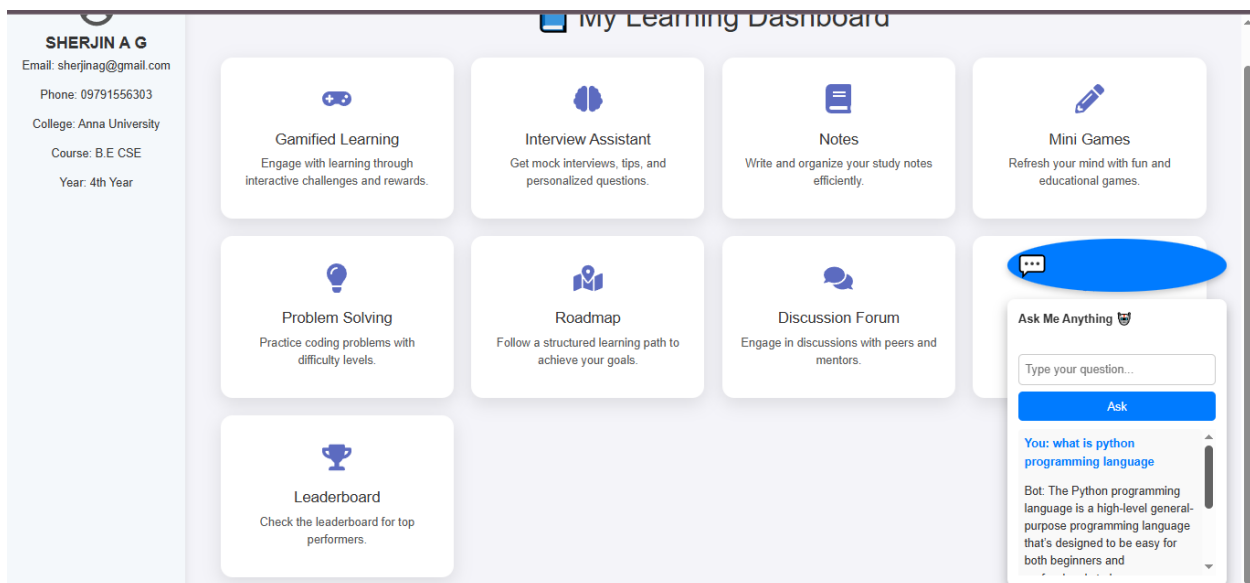 My Learning Dashboard
SHERJIN A G
Email: sherjinag@gmail.com
Phone: 09791556303
College: Anna University
Course: B.E CSE
Year: 4th Year
Gamified Learning
Engage with learning through
interactive challenges and rewards.
Interview Assistant
Get mock interviews, tips, and
personalized questions.
Notes
Write and organize your study notes
efficiently.
Mini Games
Refresh your mind with fun and
educational games.
Problem Solving
Practice coding problems with
difficulty levels.
Roadmap
Follow a structured learning path to
achieve your goals.
Discussion Forum
Engage in discussions with peers and
mentors.
Leaderboard
Check the leaderboard for top
performers.
Ask Me Anything
Type your question...
Ask
You: what is python
programming language
Bot: The Python programming
language is a high-level general-
purpose programming language
that's designed to be easy for
both beginners and